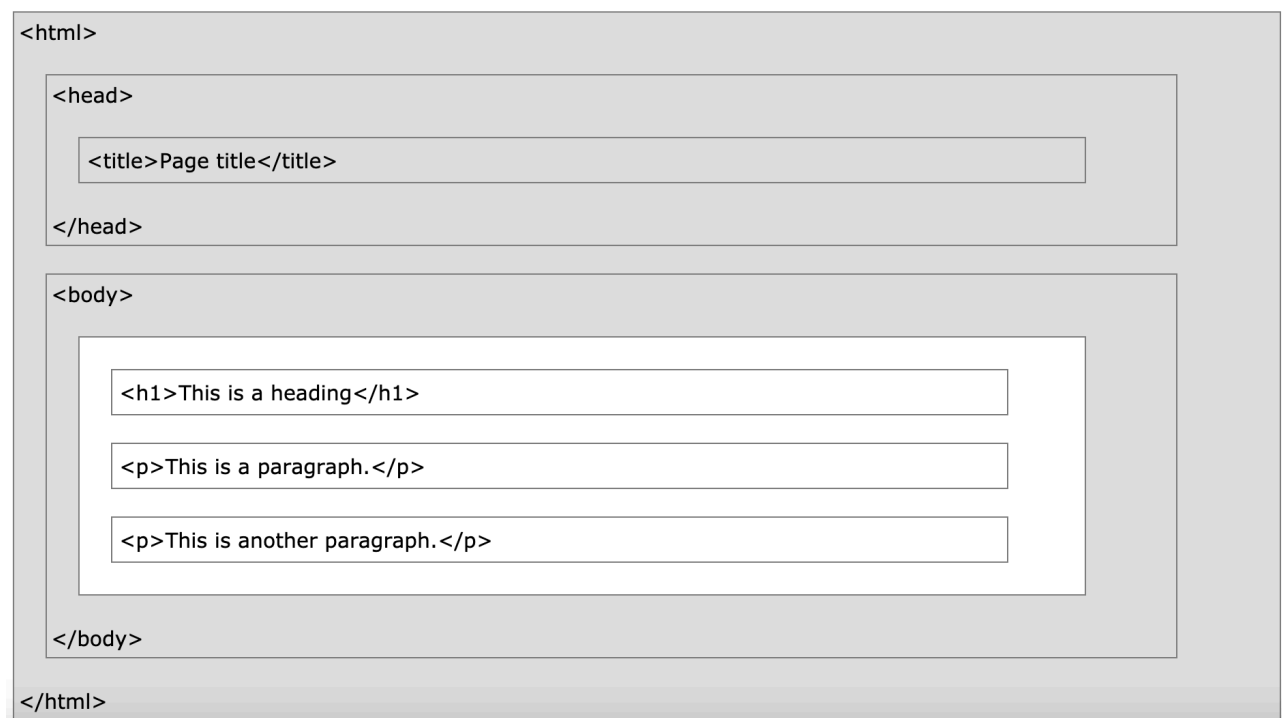 <html>
<head>
<title>Page title</title>
</head>
<body>
<h1>This is a heading</h1>
<p>This is a paragraph.</p>
<p>This is another paragraph.</p>
</body>
</html>